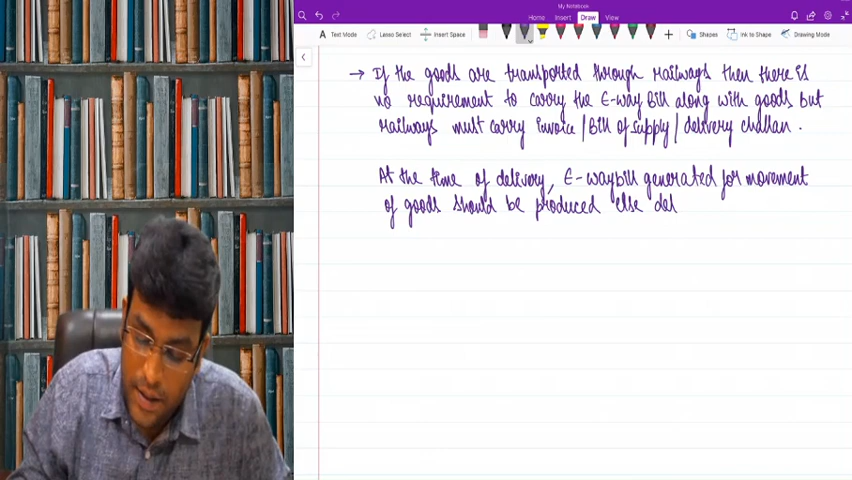 My Notebook
Home Insert Draw View
Text Mode Lasso Select Insert Space Shapes Ink to Shape Drawing Mode
→ If the goods are transported through railways then there is
no requirement to carry the E-way Bill along with goods but
railways must carry invoice / Bill of supply / delivery challan.
At the time of delivery, E-waybill generated for movement
of goods should be produced else del